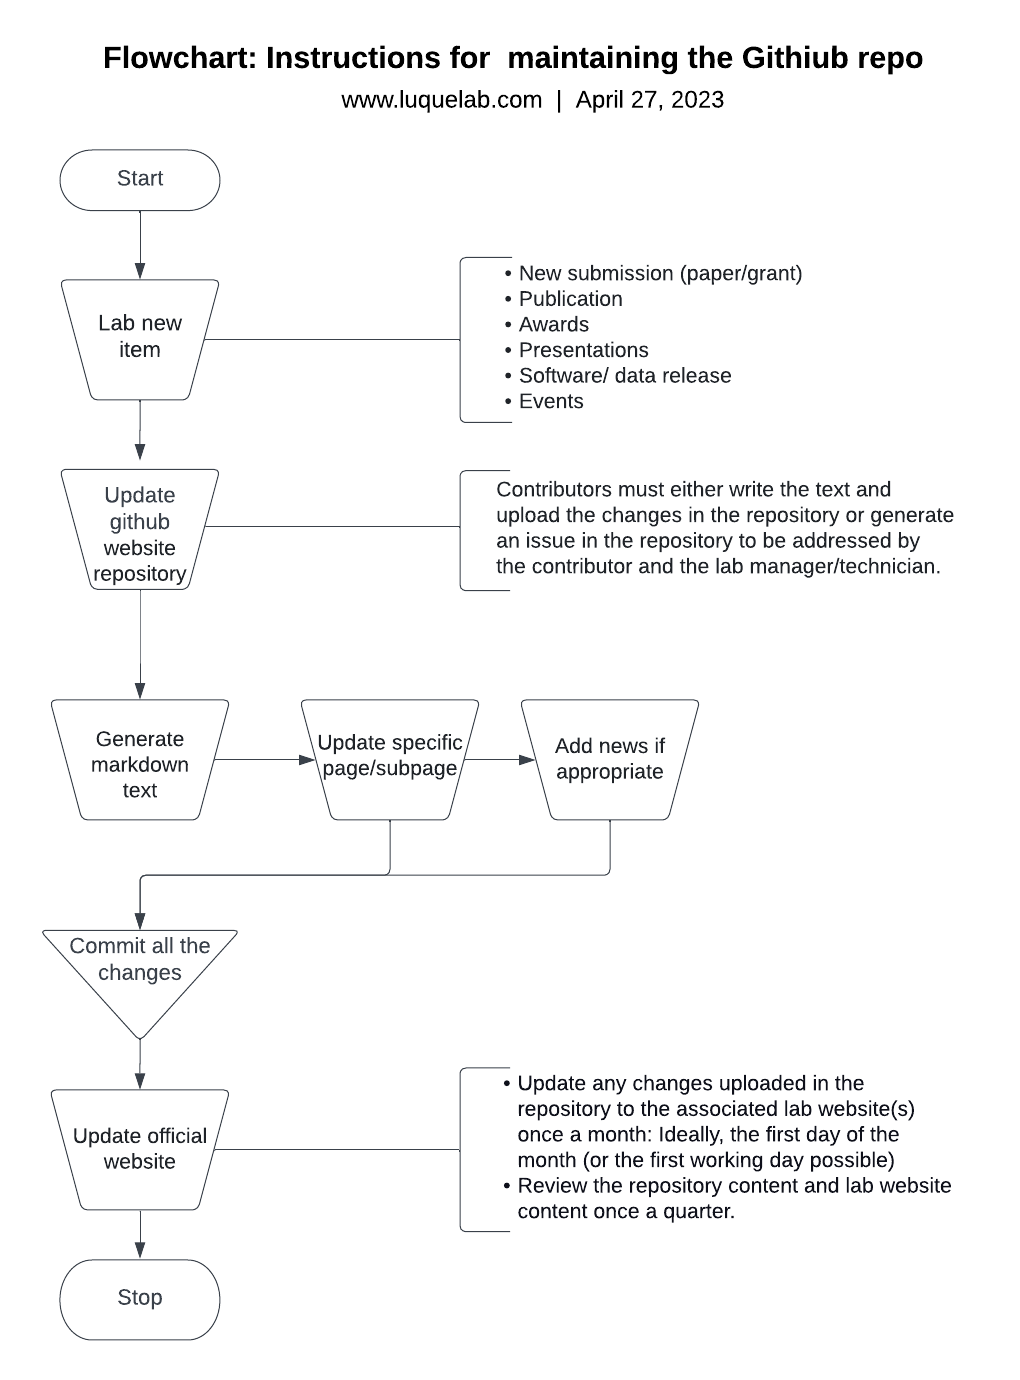 Flowchart: Instructions for  maintaining the Githiub repo
www.luquelab.com  |  April 27, 2023
Start
Lab new
item
• New submission (paper/grant)
• Publication
• Awards
• Presentations
• Software/ data release
• Events
Update
github
website
repository
Contributors must either write the text and
upload the changes in the repository or generate
an issue in the repository to be addressed by
the contributor and the lab manager/technician.
Generate
markdown
text
Update specific
page/subpage
Add news if
appropriate
Commit all the
changes
Update official
website
• Update any changes uploaded in the
repository to the associated lab website(s)
once a month: Ideally, the first day of the
month (or the first working day possible)
• Review the repository content and lab website
content once a quarter.
Stop